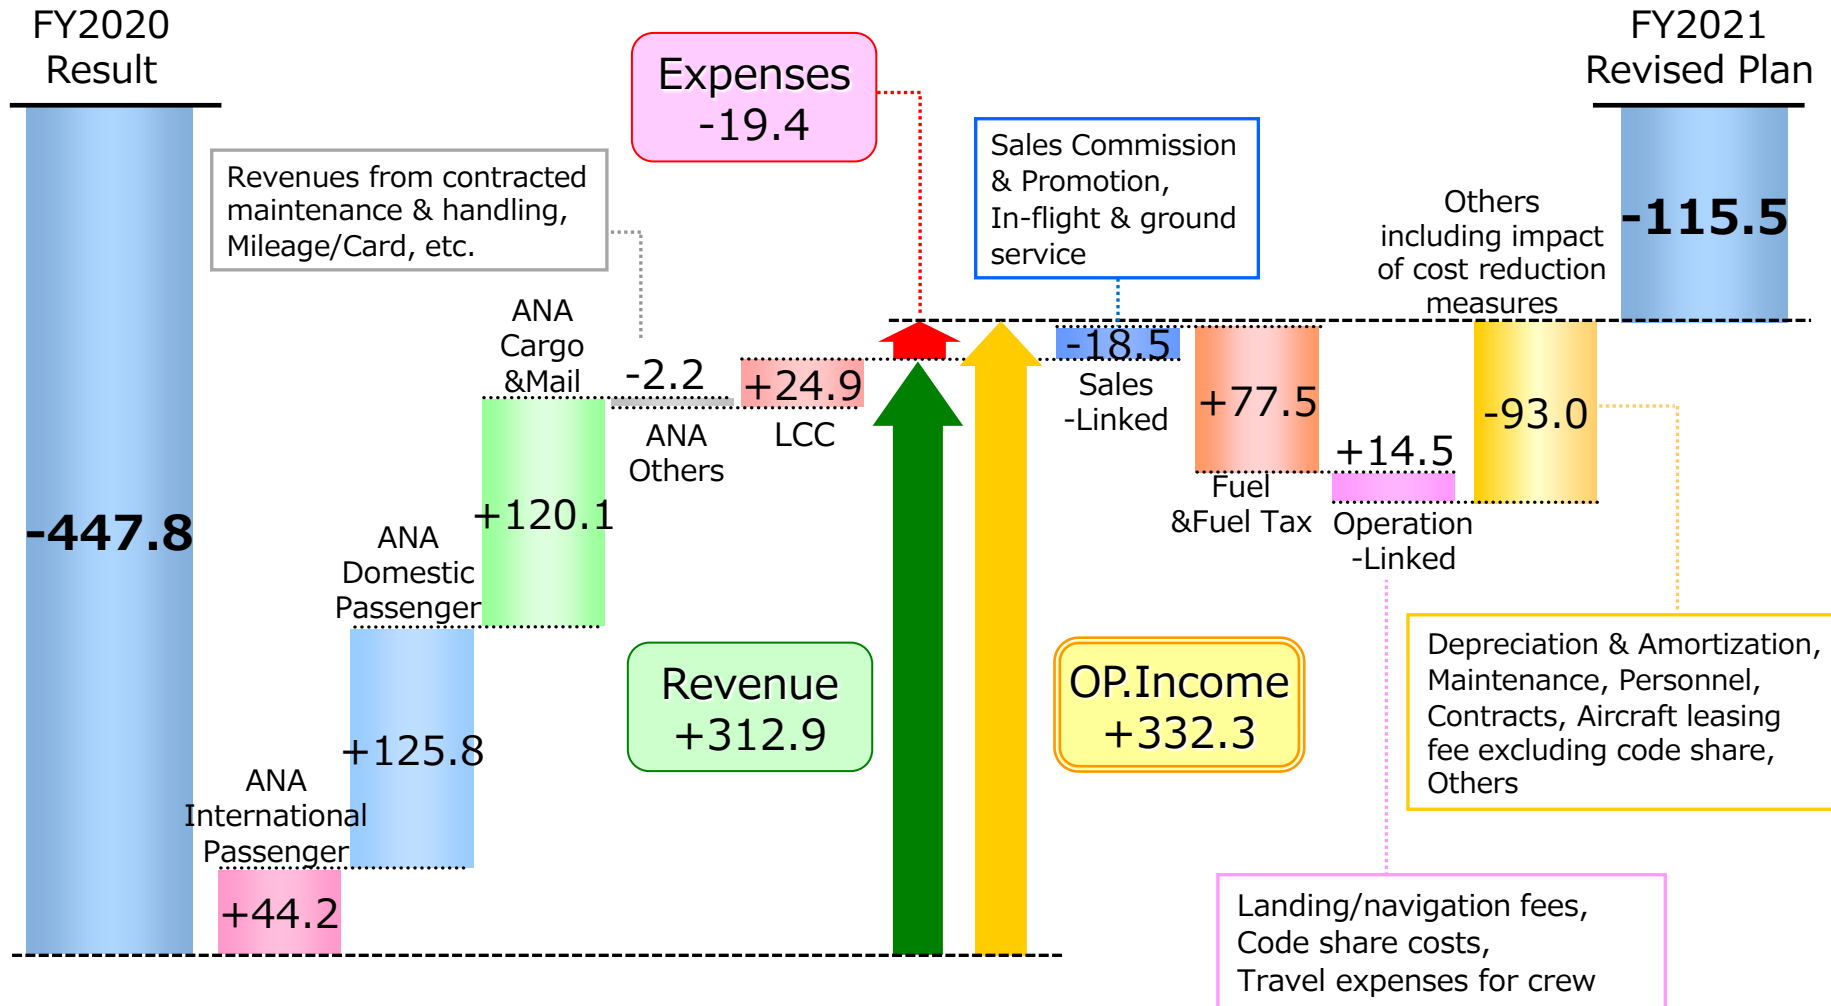 FY2020
Result
-447.8
Revenues from contracted
maintenance & handling,
Mileage/Card, etc.
ANA
International
Passenger
+44.2
ANA
Domestic
Passenger
+125.8
ANA
Cargo
&Mail
+120.1
-2.2
ANA
Others
+24.9
LCC
Expenses
-19.4
Revenue
+312.9
OP.Income
+332.3
Sales Commission
& Promotion,
In-flight & ground
service
-18.5
Sales
-Linked
+77.5
Fuel
&Fuel Tax
+14.5
Operation
-Linked
Others
including impact
of cost reduction
measures
-93.0
FY2021
Revised Plan
-115.5
Depreciation & Amortization,
Maintenance, Personnel,
Contracts, Aircraft leasing
fee excluding code share,
Others
Landing/navigation fees,
Code share costs,
Travel expenses for crew